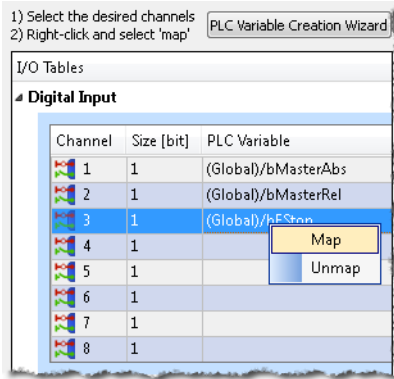 1) Select the desired channels
2) Right-click and select 'map'
PLC Variable Creation Wizard
I/O Tables
Digital Input
Channel Size [bit] PLC Variable
1 1 (Global)/bMasterAbs
2 1 (Global)/bMasterRel
3 1 (Global)/bEStop
Map
4 1
Unmap
5 1
6 1
7 1
8 1